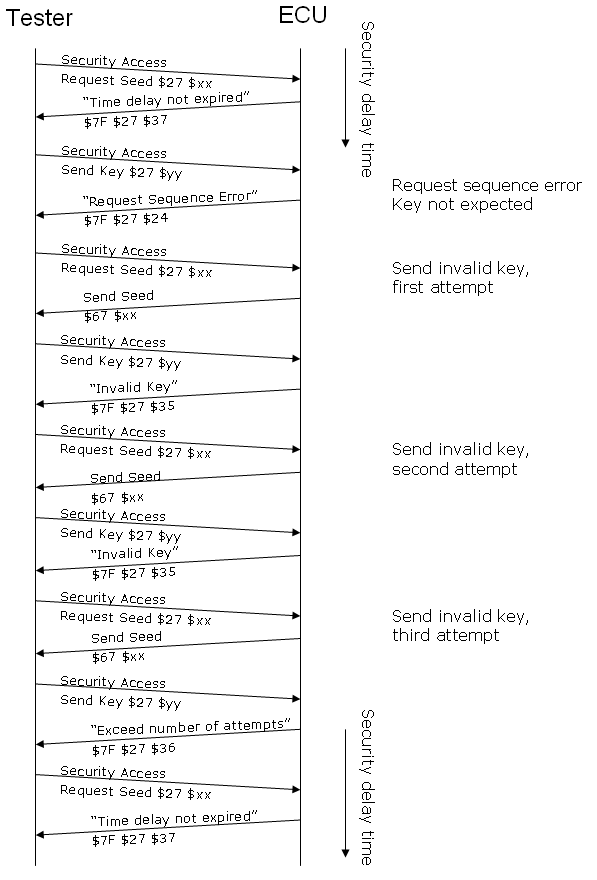 Tester
ECU
Security Access
Request Seed $27 $xx
"Time delay not expired"
$7F $27 $37
Security delay time
Security Access
Send Key $27 $yy
"Request Sequence Error"
$7F $27 $24
Request sequence error
Key not expected
Security Access
Request Seed $27 $xx
Send invalid key,
first attempt
Send Seed
$67 $xx
Security Access
Send Key $27 $yy
"Invalid Key"
$7F $27 $35
Security Access
Request Seed $27 $xx
Send invalid key,
second attempt
Send Seed
$67 $xx
Security Access
Send Key $27 $yy
"Invalid Key"
$7F $27 $35
Security Access
Request Seed $27 $xx
Send invalid key,
third attempt
Send Seed
$67 $xx
Security Access
Send Key $27 $yy
"Exceed number of attempts"
$7F $27 $36
Security delay time
Security Access
Request Seed $27 $xx
"Time delay not expired"
$7F $27 $37